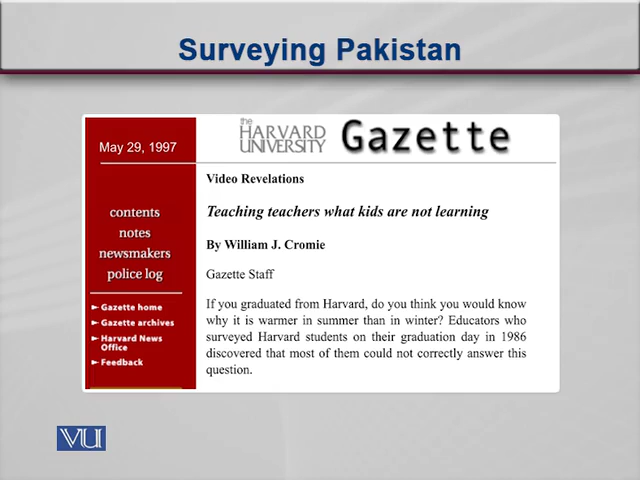 Surveying Pakistan
May 29, 1997
the
HARVARD
UNIVERSITY
Gazette
contents
notes
newsmakers
police log
Gazette home
Gazette archives
Harvard News
Office
Feedback
Video Revelations
Teaching teachers what kids are not learning
By William J. Cromie
Gazette Staff
If you graduated from Harvard, do you think you would know
why it is warmer in summer than in winter? Educators who
surveyed Harvard students on their graduation day in 1986
discovered that most of them could not correctly answer this
question.
VU